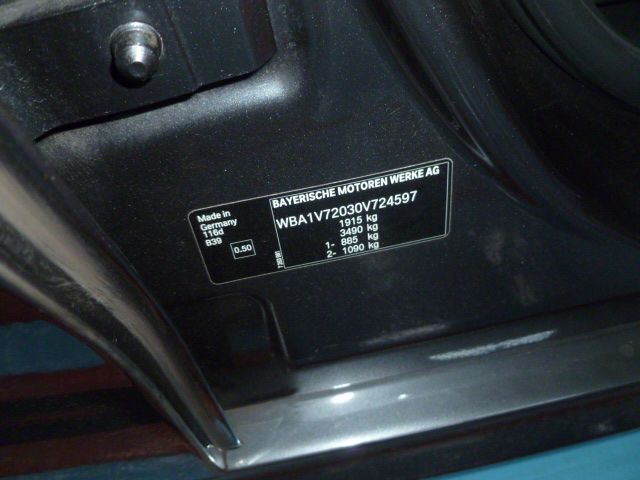 BAYERISCHE MOTOREN WERKE AG
WBA1V72030V724597
1915 kg
3490 kg
1- 885 kg
2- 1090 kg
Made in
Germany
116d
B39
0.50